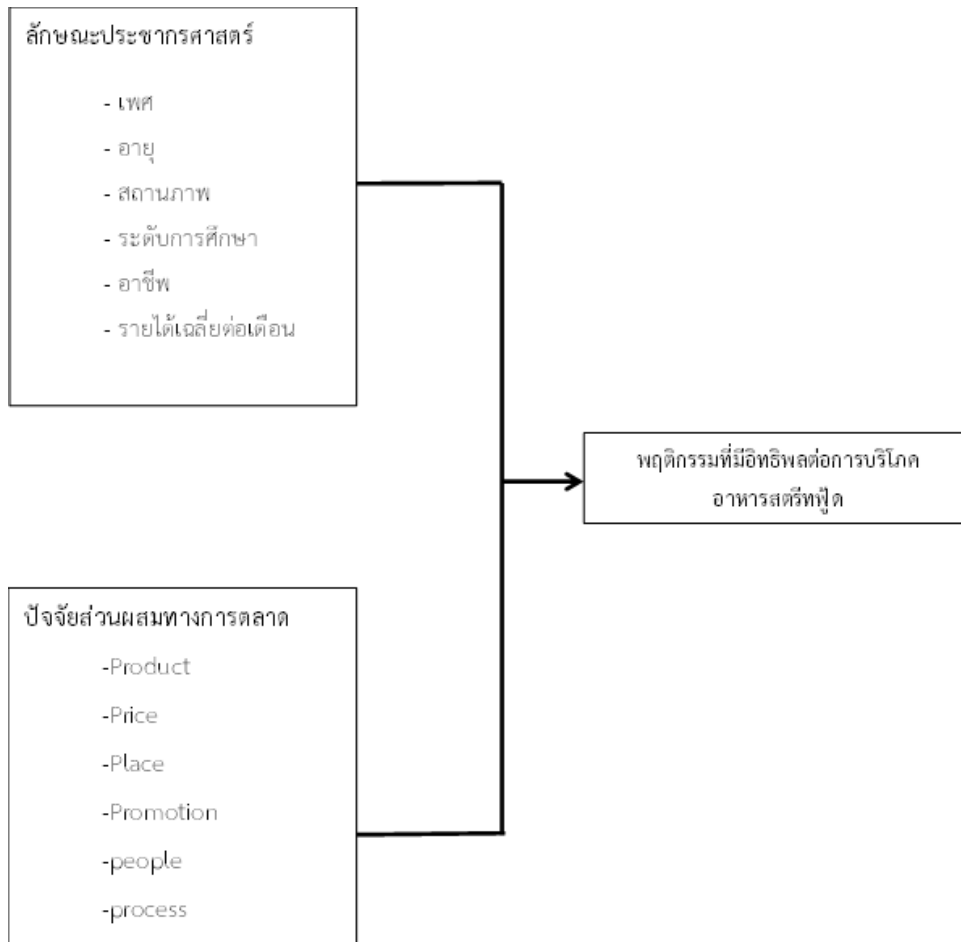 ลักษณะประชากรศาสตร์
- เพศ
- อายุ
- สถานภาพ
- ระดับการศึกษา
- อาชีพ
- รายได้เฉลี่ยต่อเดือน
พฤติกรรมที่มีอิทธิพลต่อการบริโภค
อาหารสตรีทฟู้ด
ปัจจัยส่วนผสมทางการตลาด
-Product
-Price
-Place
-Promotion
-people
-process